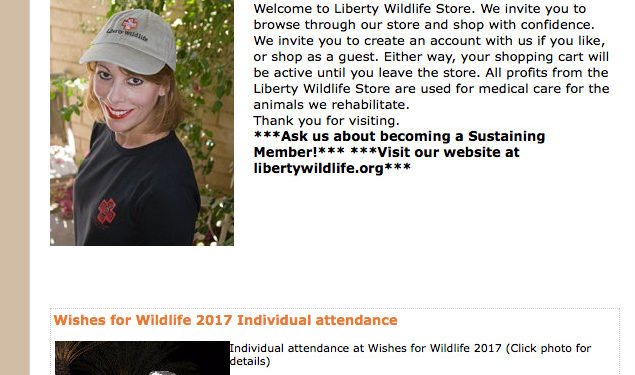 Liberty Wildlife
Welcome to Liberty Wildlife Store. We invite you to
browse through our store and shop with confidence.
We invite you to create an account with us if you like,
or shop as a guest. Either way, your shopping cart will
be active until you leave the store. All profits from the
Liberty Wildlife Store are used for medical care for the
animals we rehabilitate.
Thank you for visiting.
***Ask us about becoming a Sustaining
Member!*** ***Visit our website at
libertywildlife.org***
Wishes for Wildlife 2017 Individual attendance
Individual attendance at Wishes for Wildlife 2017 (Click photo for
details)